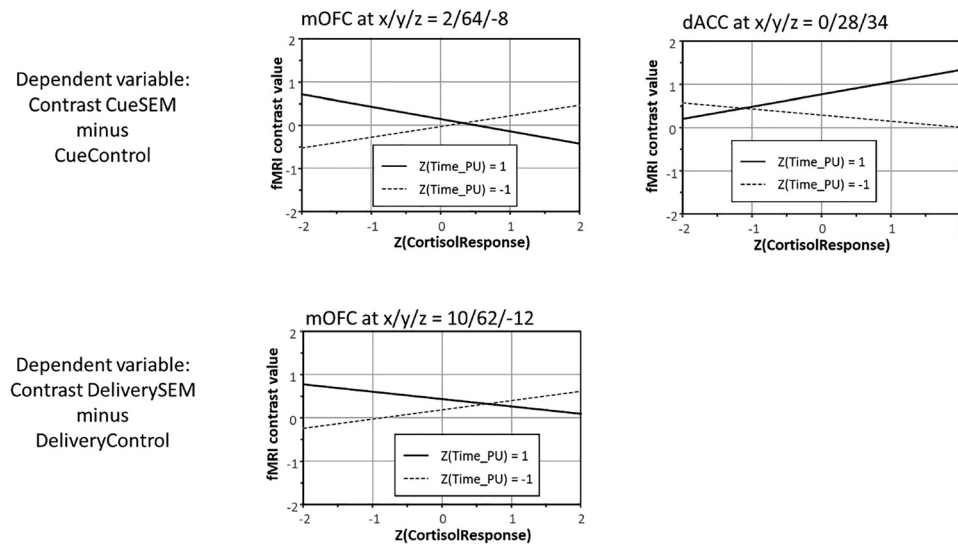 mOFC at x/y/z = 2/64/-8
dACC at x/y/z = 0/28/34
Dependent variable:
Contrast CueSEM
minus
CueControl
fMRI contrast value
2
1
0
-1
-2
Z(Time_PU) = 1
Z(Time_PU) = -1
-2
-1
0
1
2
Z(CortisolResponse)
fMRI contrast value
2
1
0
-1
-2
Z(Time_PU) = 1
Z(Time_PU) = -1
-2
-1
0
1
Z(CortisolResponse)
mOFC at x/y/z = 10/62/-12
Dependent variable:
Contrast DeliverySEM
minus
DeliveryControl
fMRI contrast value
2
1
0
-1
-2
Z(Time_PU) = 1
Z(Time_PU) = -1
-2
-1
0
1
2
Z(CortisolResponse)